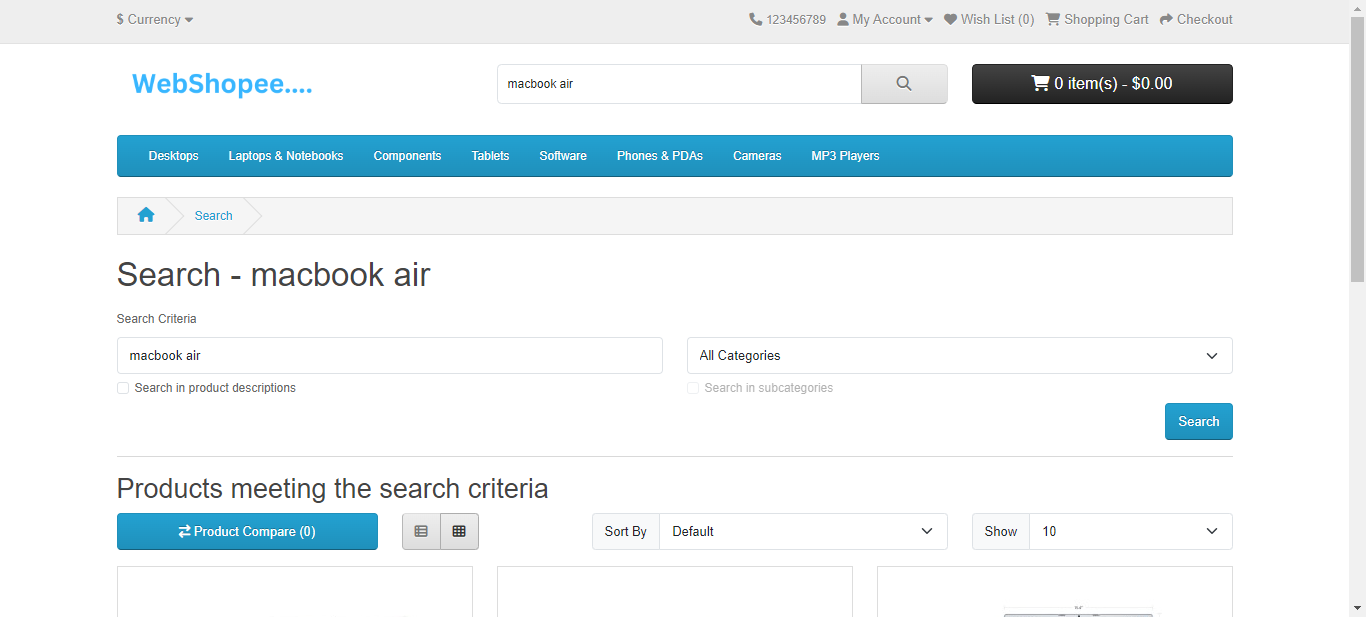 $ Currency
123456789 My Account Wish List (0) Shopping Cart Checkout
WebShopee....
macbook air
0 item(s) - $0.00
Desktops Laptops & Notebooks Components Tablets Software Phones & PDAs Cameras MP3 Players
Search
Search - macbook air
Search Criteria
macbook air
All Categories
Search in product descriptions
Search in subcategories
Search
Products meeting the search criteria
Product Compare (0)
Sort By Default
Show 10